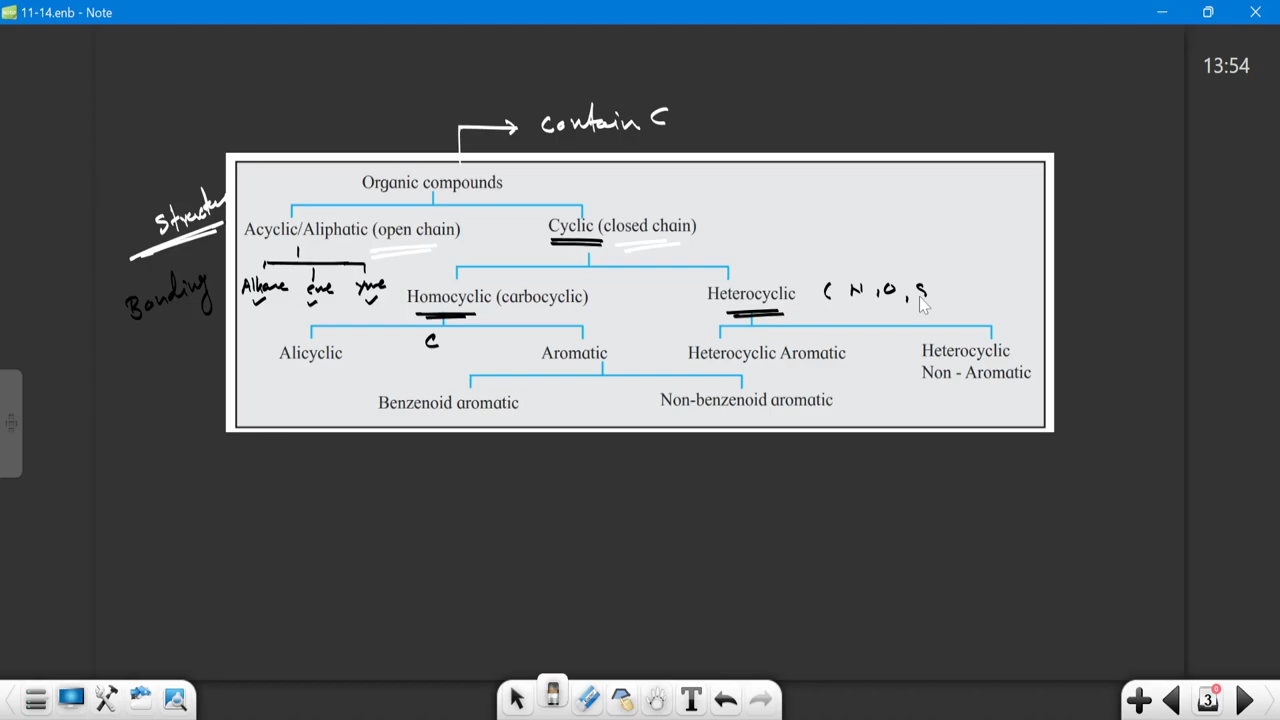 11-14.enb - Note
13:54
contain C
Organic compounds
Structure
Acyclic/Aliphatic (open chain)
Cyclic (closed chain)
Bonding
Alkane ene yne
Homocyclic (carbocyclic)
Heterocyclic
C N, O, S
C
Alicyclic
Aromatic
Heterocyclic Aromatic
Heterocyclic
Non - Aromatic
Benzenoid aromatic
Non-benzenoid aromatic
T
3
0